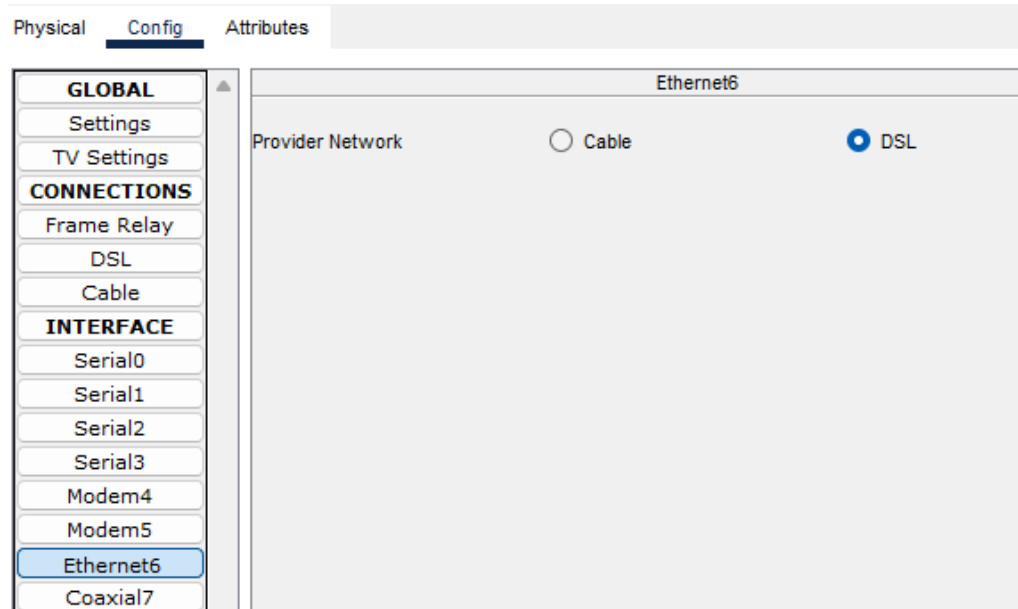 Physical Config Attributes
GLOBAL
Settings
TV Settings
CONNECTIONS
Frame Relay
DSL
Cable
INTERFACE
Serial0
Serial1
Serial2
Serial3
Modem4
Modem5
Ethernet6
Coaxial7
Ethernet6
Provider Network Cable DSL